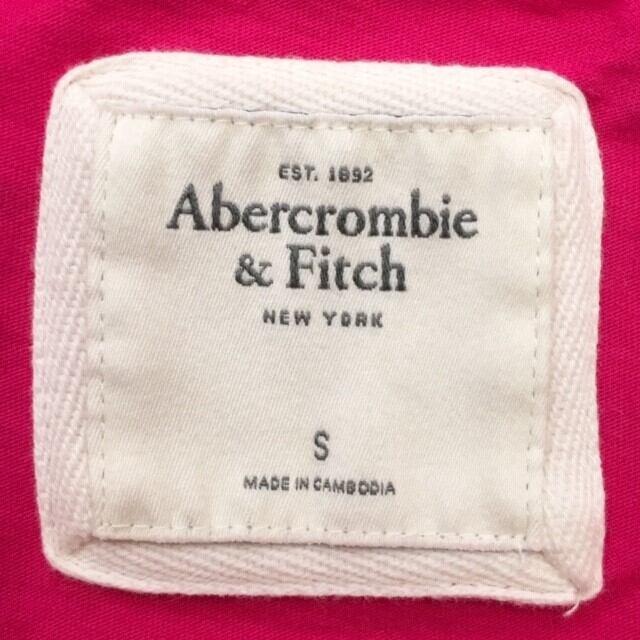 EST. 1892
Abercrombie
& Fitch
NEW YORK
S
MADE IN CAMBODIA